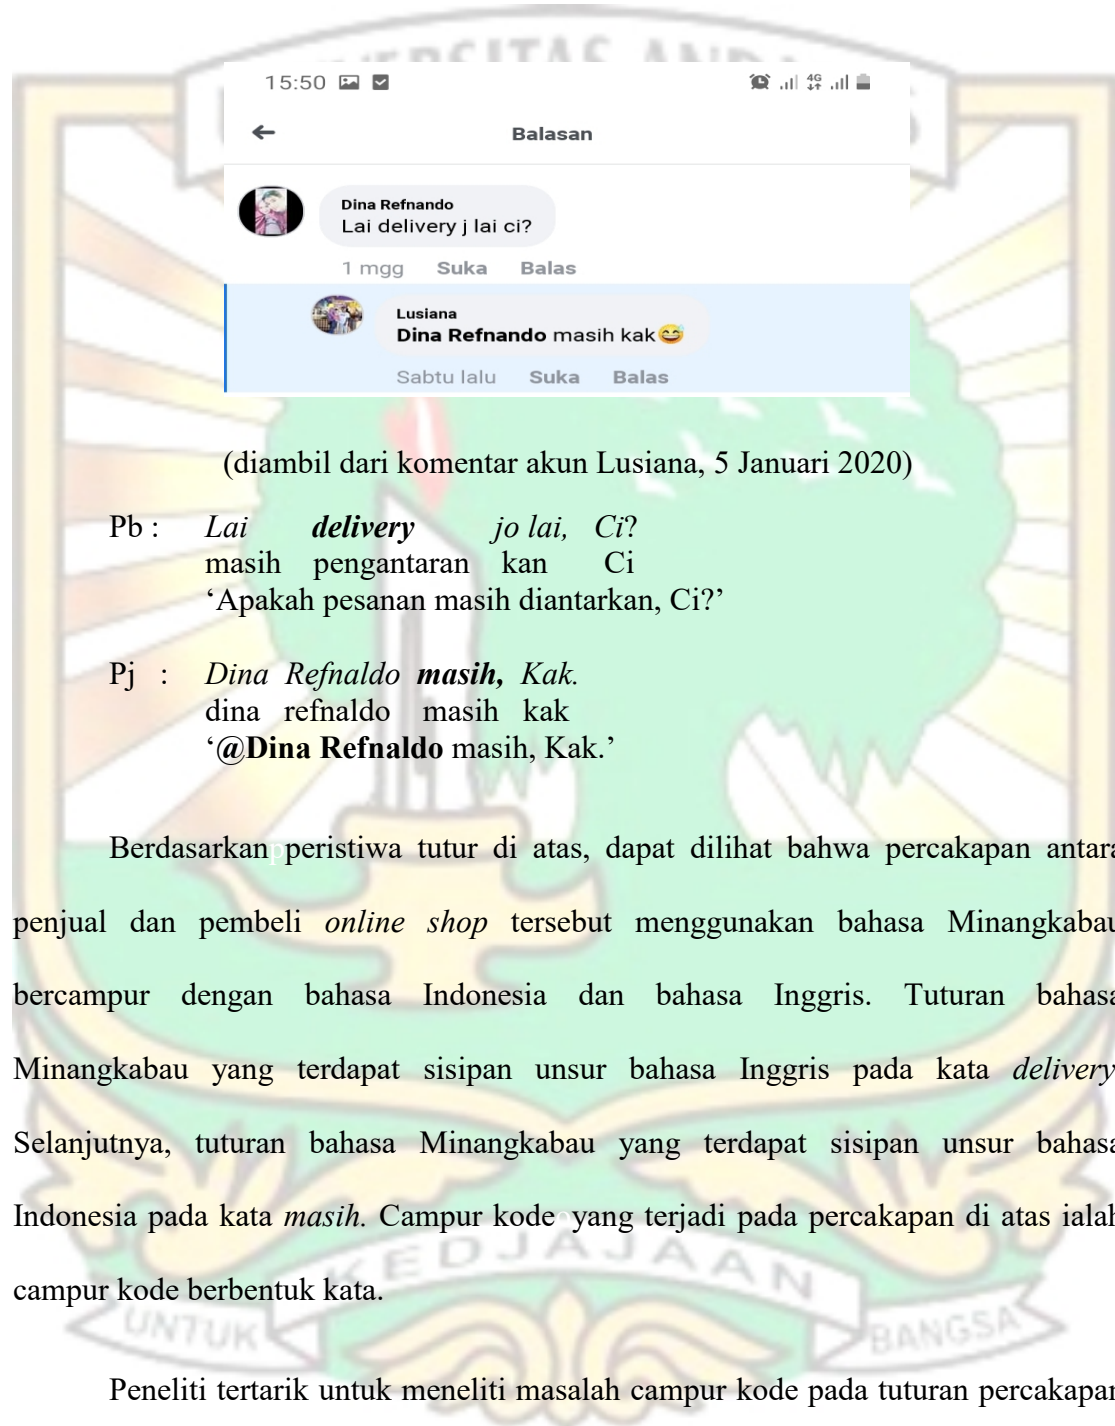 UNIVERSITAS ANDALAS
15:50 4G
Balasan
Dina Refnando
Lai delivery j lai ci?
1 mgg Suka Balas
Lusiana
Dina Refnando masih kak😅
Sabtu lalu Suka Balas
(diambil dari komentar akun Lusiana, 5 Januari 2020)
Pb : Lai delivery jo lai, Ci?
masih pengantaran kan Ci
‘Apakah pesanan masih diantarkan, Ci?’
Pj : Dina Refnaldo masih, Kak.
dina refnaldo masih kak
‘@Dina Refnaldo masih, Kak.’
Berdasarkan peristiwa tutur di atas, dapat dilihat bahwa percakapan antara
penjual dan pembeli online shop tersebut menggunakan bahasa Minangkabau
bercampur dengan bahasa Indonesia dan bahasa Inggris. Tuturan bahasa
Minangkabau yang terdapat sisipan unsur bahasa Inggris pada kata delivery
Selanjutnya, tuturan bahasa Minangkabau yang terdapat sisipan unsur bahasa
Indonesia pada kata masih. Campur kode yang terjadi pada percakapan di atas ialah
campur kode berbentuk kata.
UNTUK KEDJAJAAN BANGSA
Peneliti tertarik untuk meneliti masalah campur kode pada tuturan percakapan